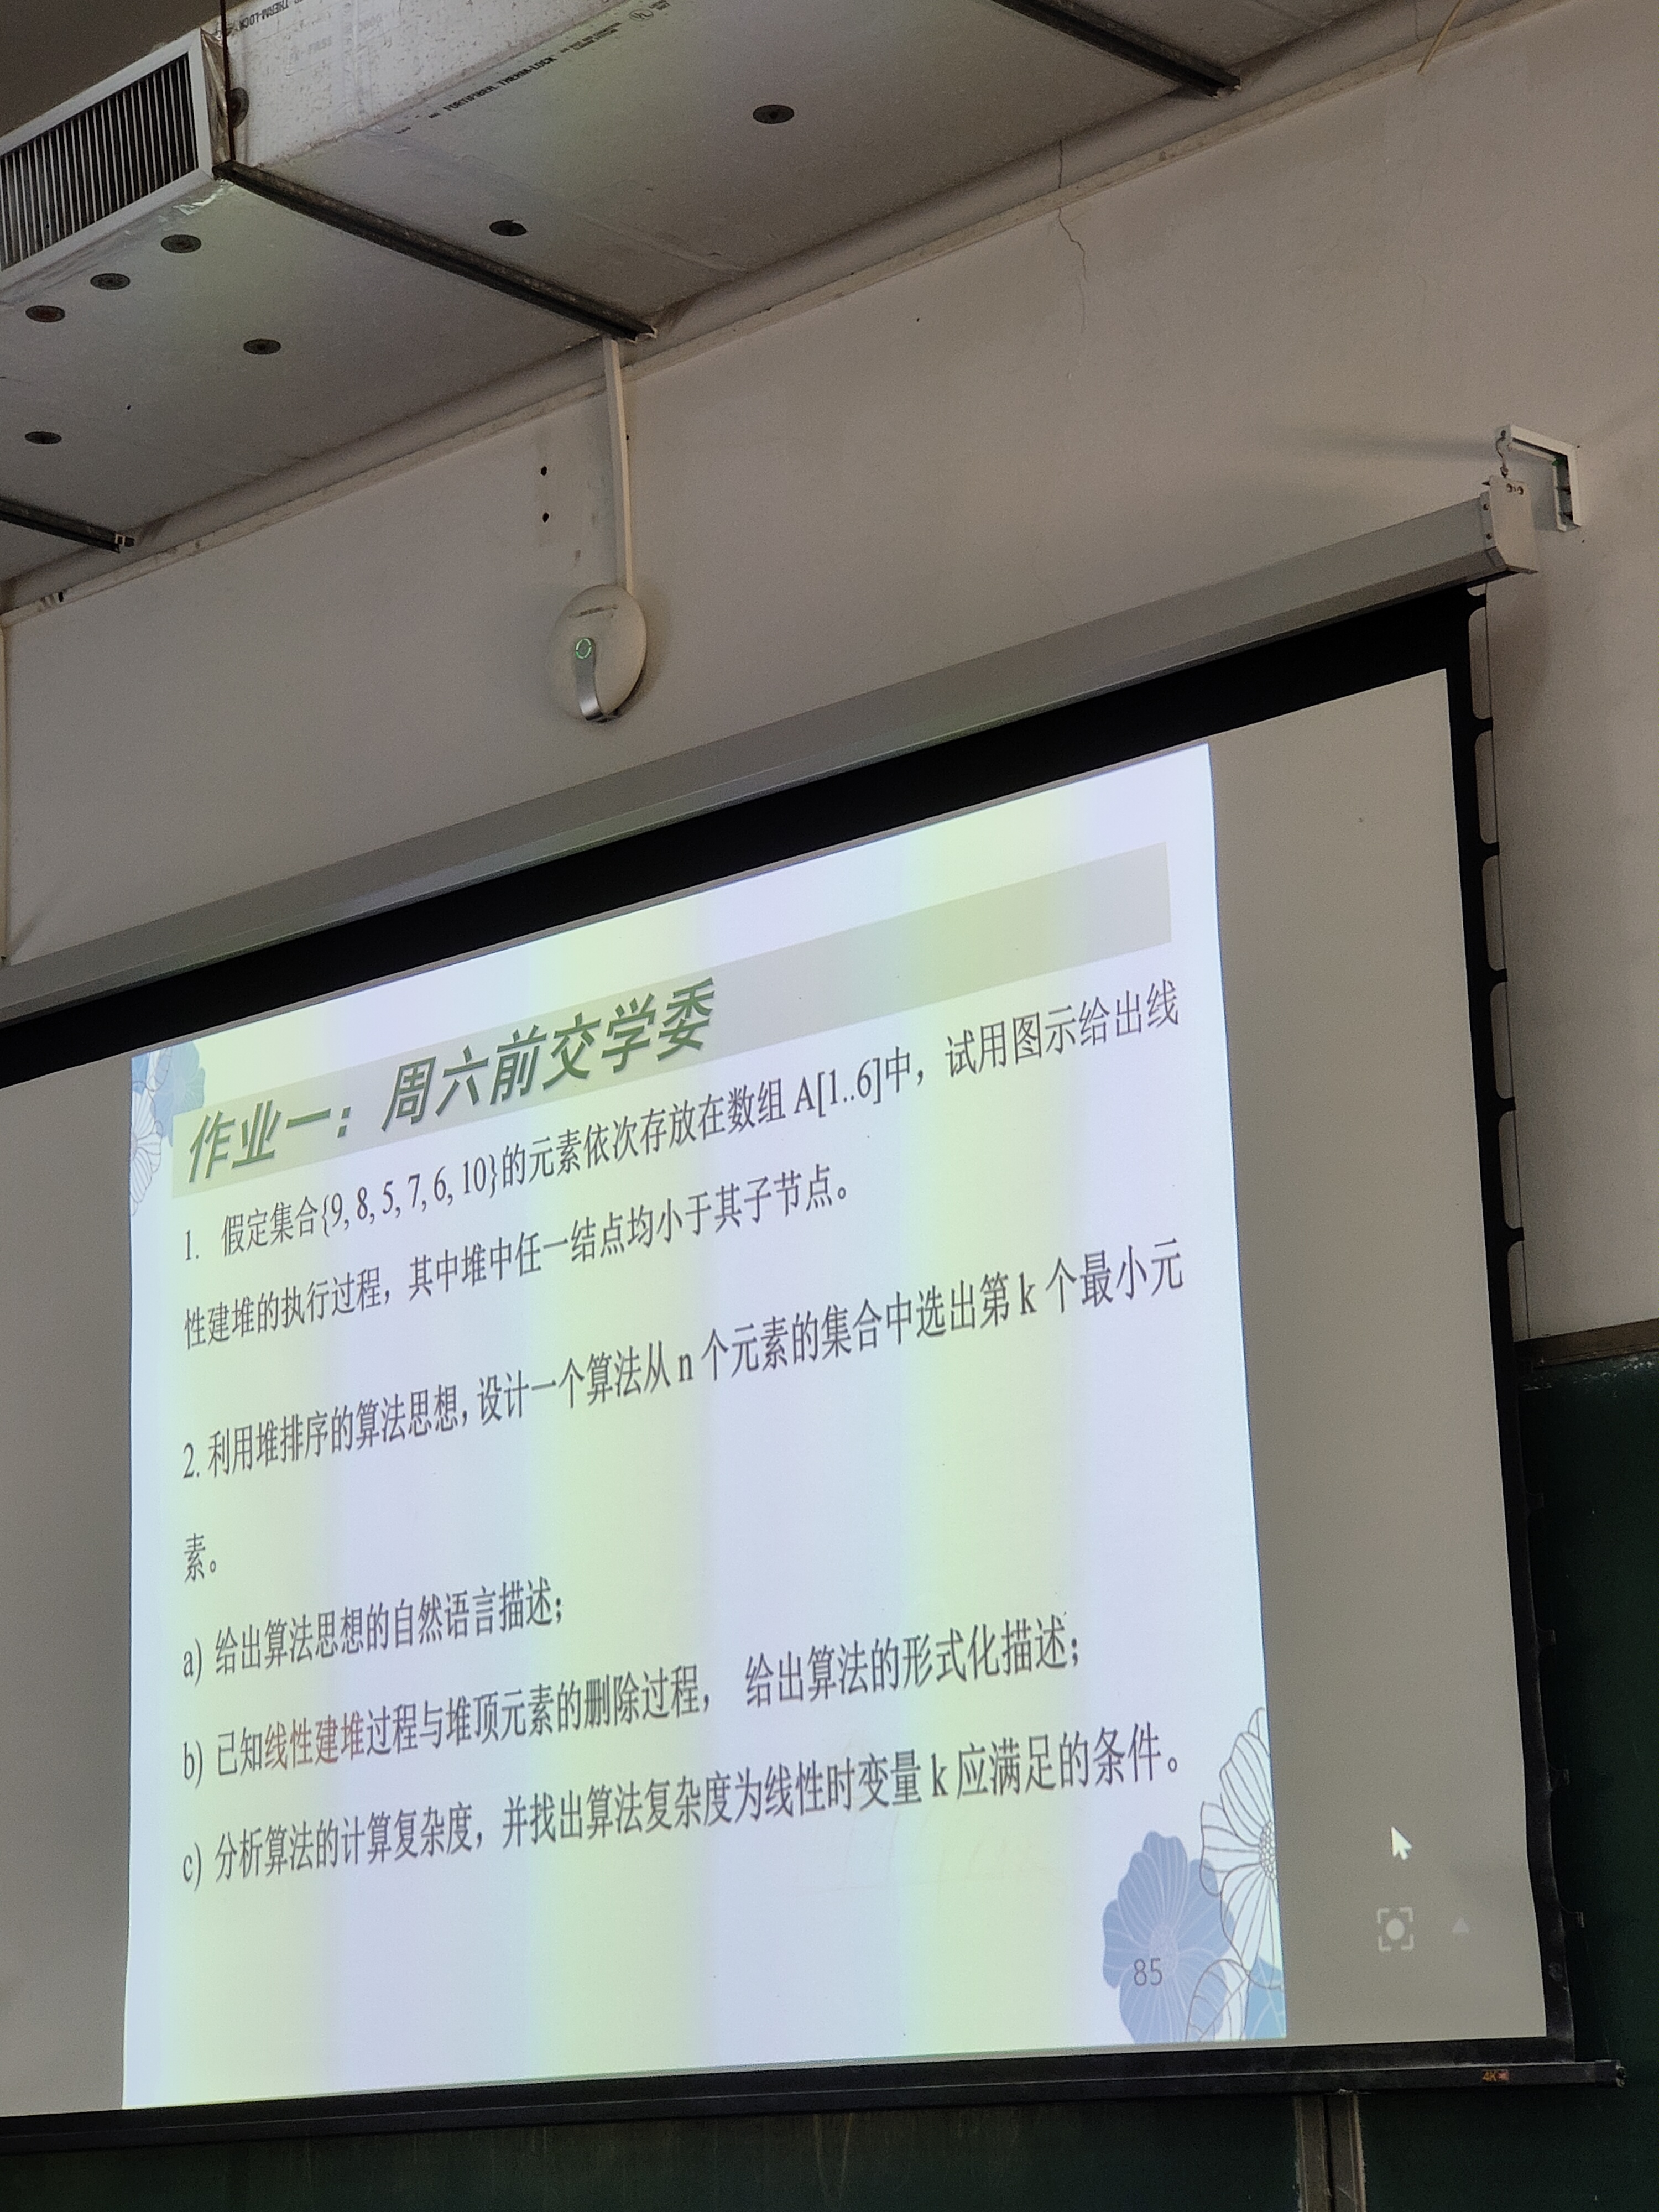 THERM-LOCK
FORTIFIBER THERM-LOCK
作业一：周六前交学委
1. 假定集合{9, 8, 5, 7, 6, 10}的元素依次存放在数组 A[1..6]中，试用图示给出线
性建堆的执行过程，其中堆中任一结点均小于其子节点。
2. 利用堆排序的算法思想, 设计一个算法从 n 个元素的集合中选出第 k 个最小元
素。
a) 给出算法思想的自然语言描述；
b) 已知线性建堆过程与堆顶元素的删除过程， 给出算法的形式化描述；
c) 分析算法的计算复杂度，并找出算法复杂度为线性时变量 k 应满足的条件。
85
4K